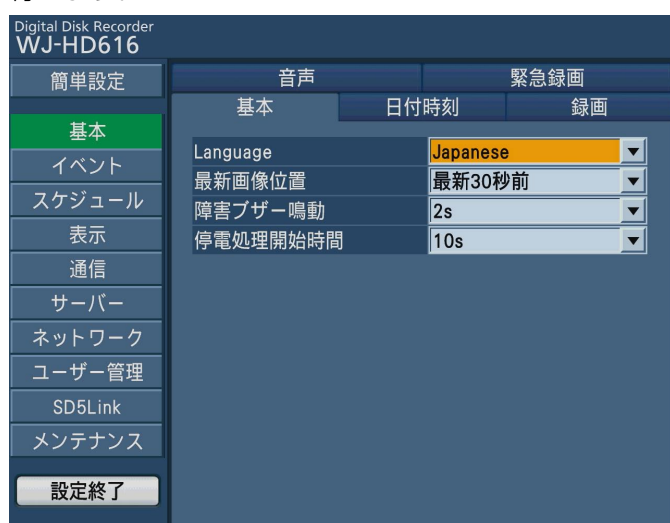 Digital Disk Recorder
WJ-HD616
簡単設定
音声 緊急録画
基本 日付時刻 録画
基本
イベント
スケジュール
表示
通信
サーバー
ネットワーク
ユーザー管理
SD5Link
メンテナンス
設定終了
Language Japanese
最新画像位置 最新30秒前
障害ブザー鳴動 2s
停電処理開始時間 10s